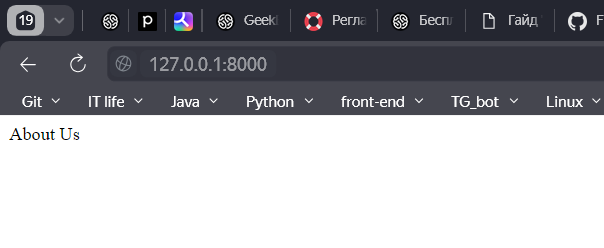 19 Geek Регла Беспл Гайд F
127.0.0.1:8000
Git IT life Java Python front-end TG_bot Linux
About Us